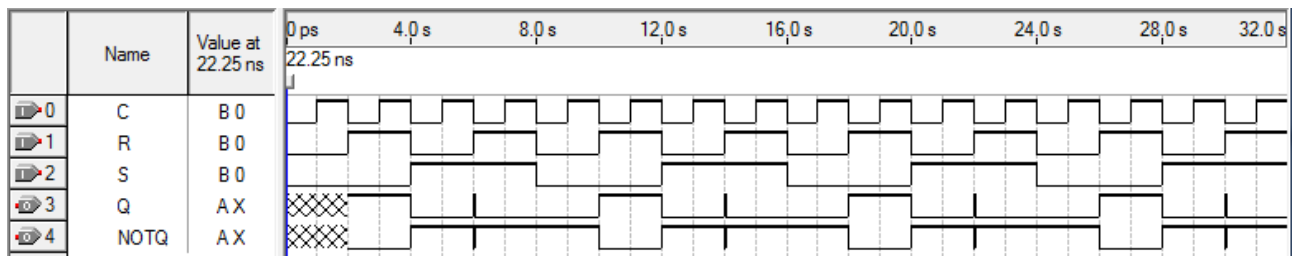 Name
Value at
22.25 ns
0 ps 4.0 s 8.0 s 12.0 s 16.0 s 20.0 s 24.0 s 28.0 s 32.0 s
22.25 ns
0 C B 0
1 R B 0
2 S B 0
3 Q A X
4 NOTQ A X